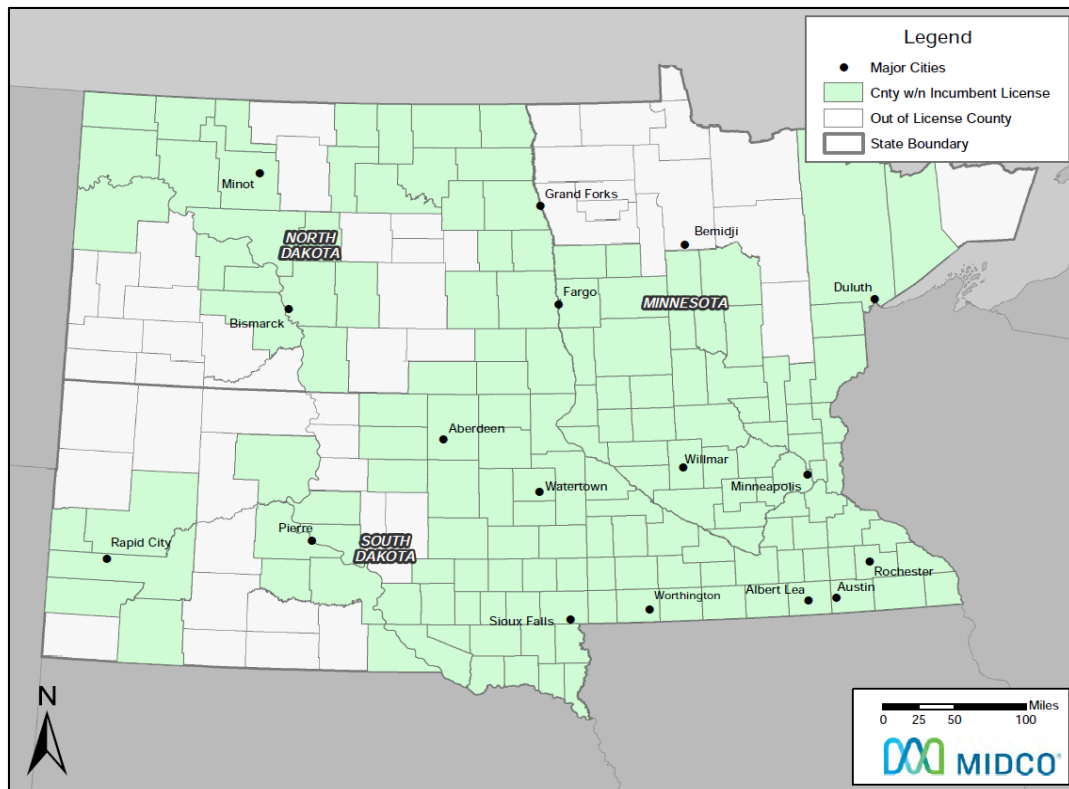 Legend
Major Cities
Cnty w/n Incumbent License
Out of License County
State Boundary
Minot
Grand Forks
Bemidji
NORTH
DAKOTA
Fargo
MINNESOTA
Duluth
Bismarck
Aberdeen
Willmar
Watertown
Minneapolis
Pierre
SOUTH
DAKOTA
Rapid City
Rochester
Worthington
Albert Lea
Austin
Sioux Falls
N
Miles
0 25 50 100
MIDCO